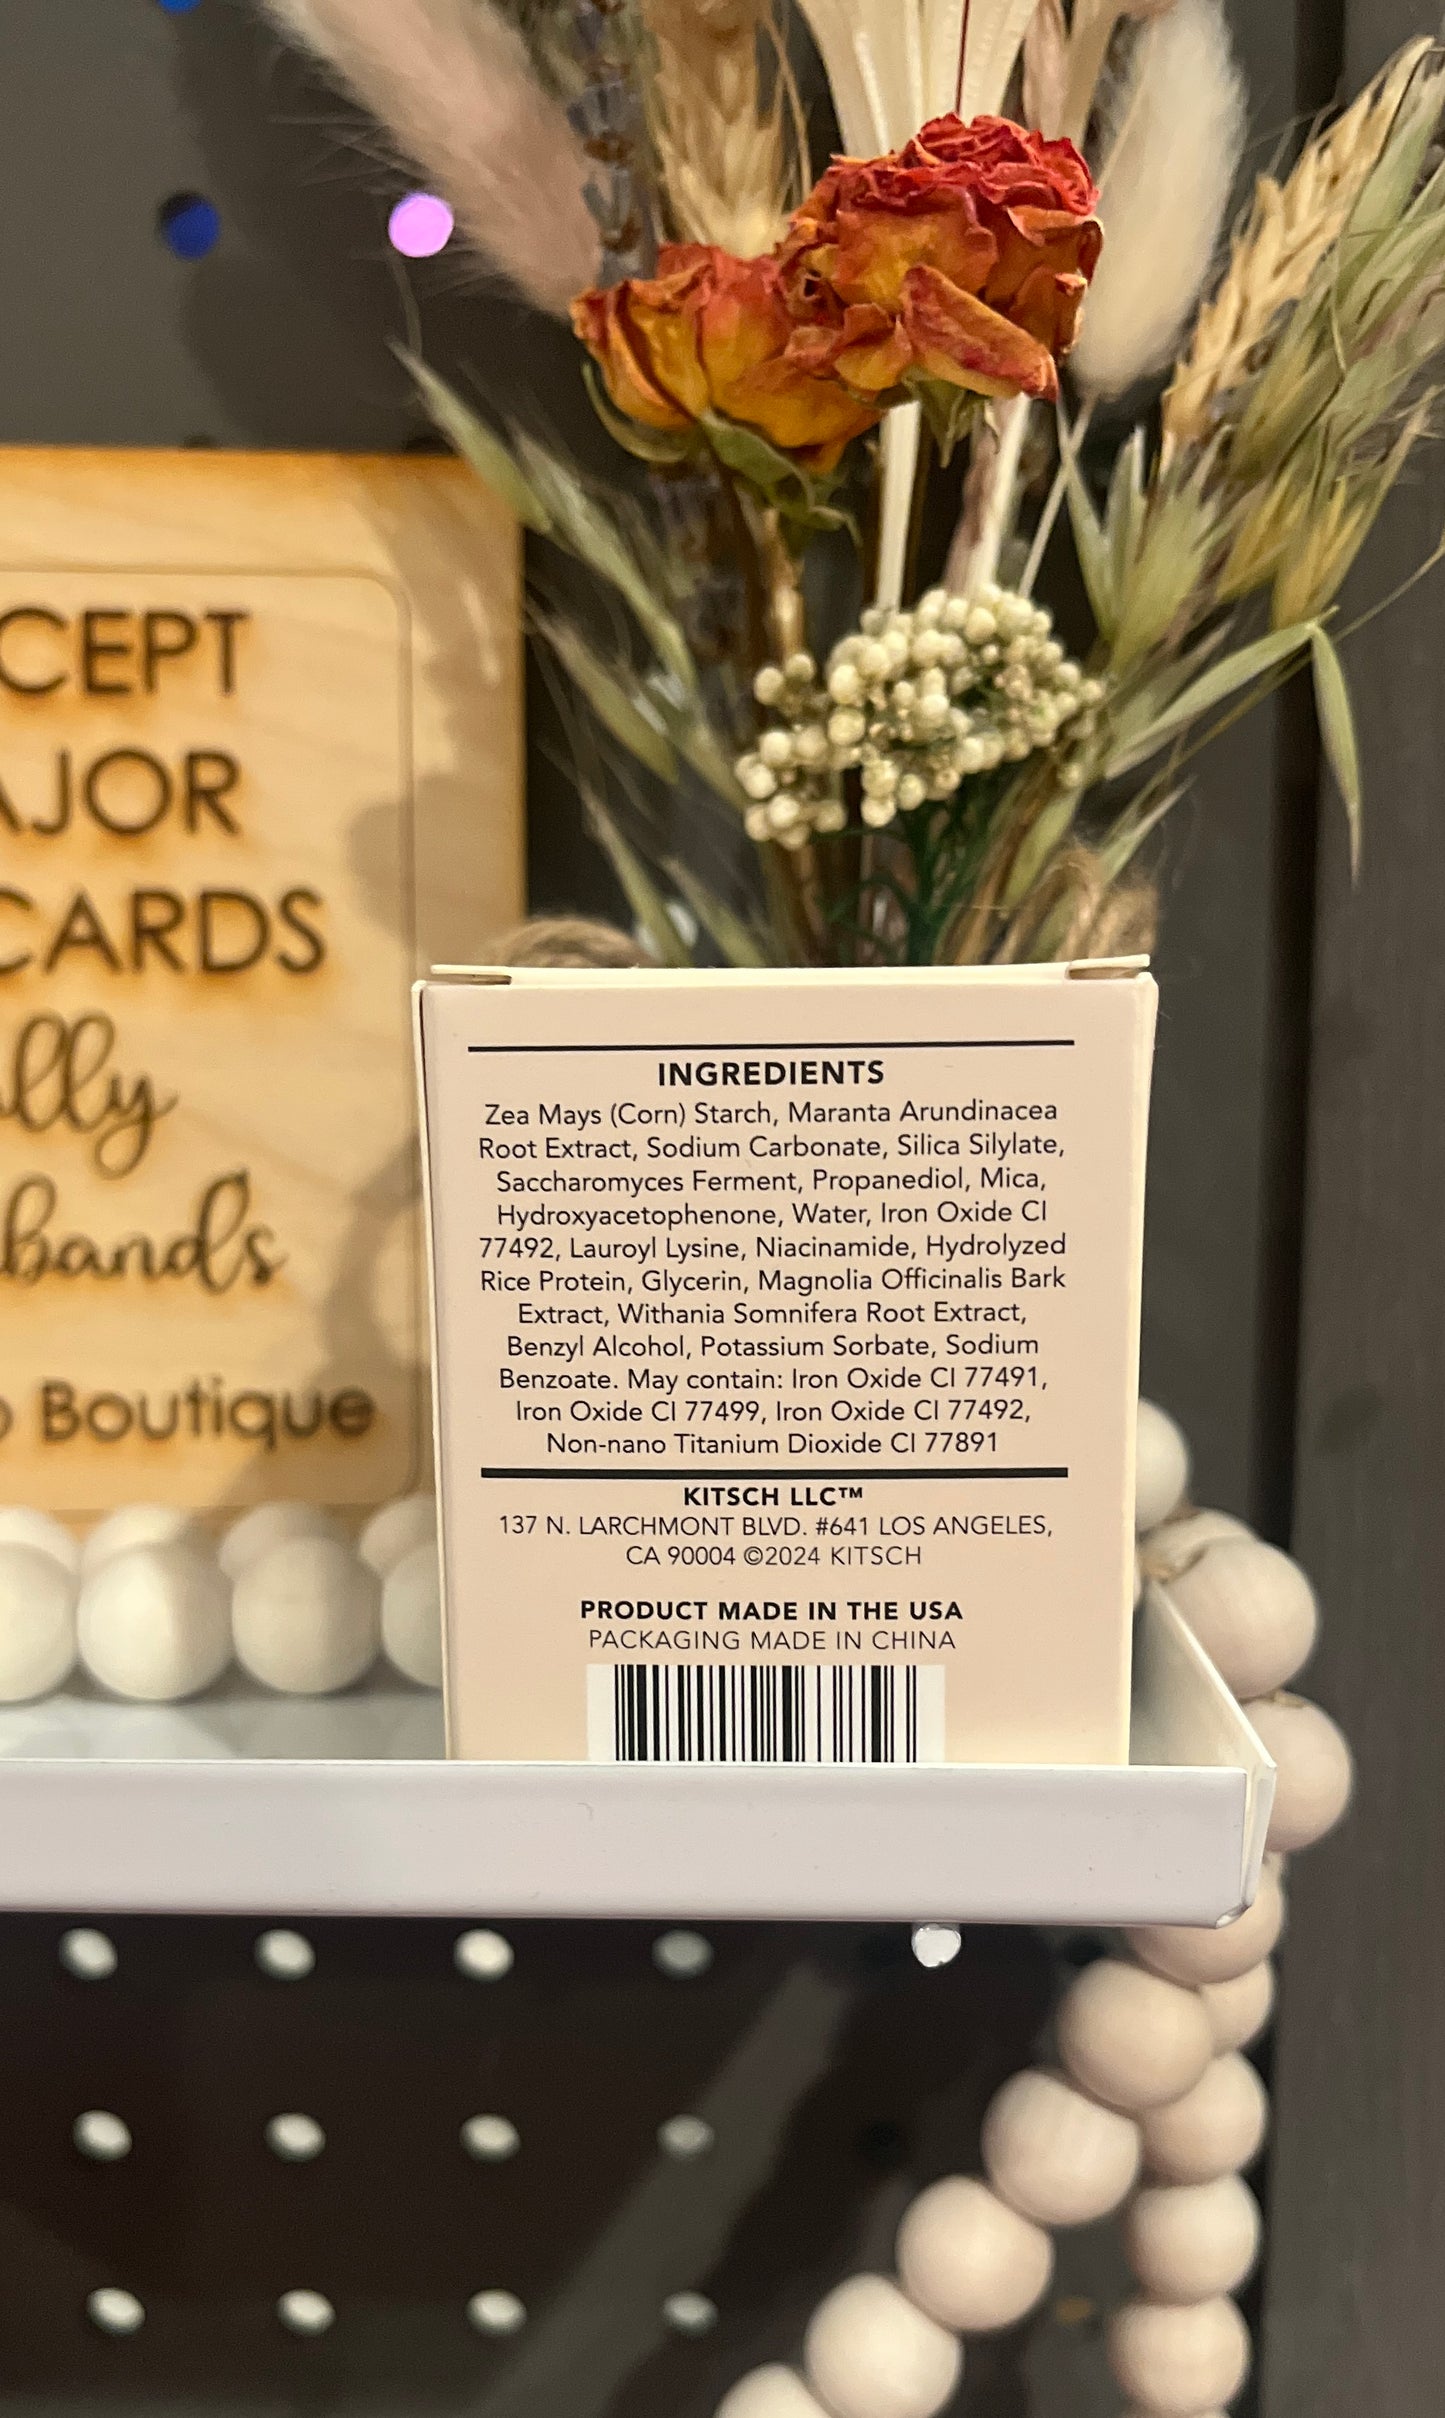 CEPT
AJOR
CARDS
lly
bands
Boutique
INGREDIENTS
Zea Mays (Corn) Starch, Maranta Arundinacea
Root Extract, Sodium Carbonate, Silica Silylate,
Saccharomyces Ferment, Propanediol, Mica,
Hydroxyacetophenone, Water, Iron Oxide CI
77492, Lauroyl Lysine, Niacinamide, Hydrolyzed
Rice Protein, Glycerin, Magnolia Officinalis Bark
Extract, Withania Somnifera Root Extract,
Benzyl Alcohol, Potassium Sorbate, Sodium
Benzoate. May contain: Iron Oxide CI 77491,
Iron Oxide CI 77499, Iron Oxide CI 77492,
Non-nano Titanium Dioxide CI 77891
KITSCH LLC™
137 N. LARCHMONT BLVD. #641 LOS ANGELES,
CA 90004 ©2024 KITSCH
PRODUCT MADE IN THE USA
PACKAGING MADE IN CHINA